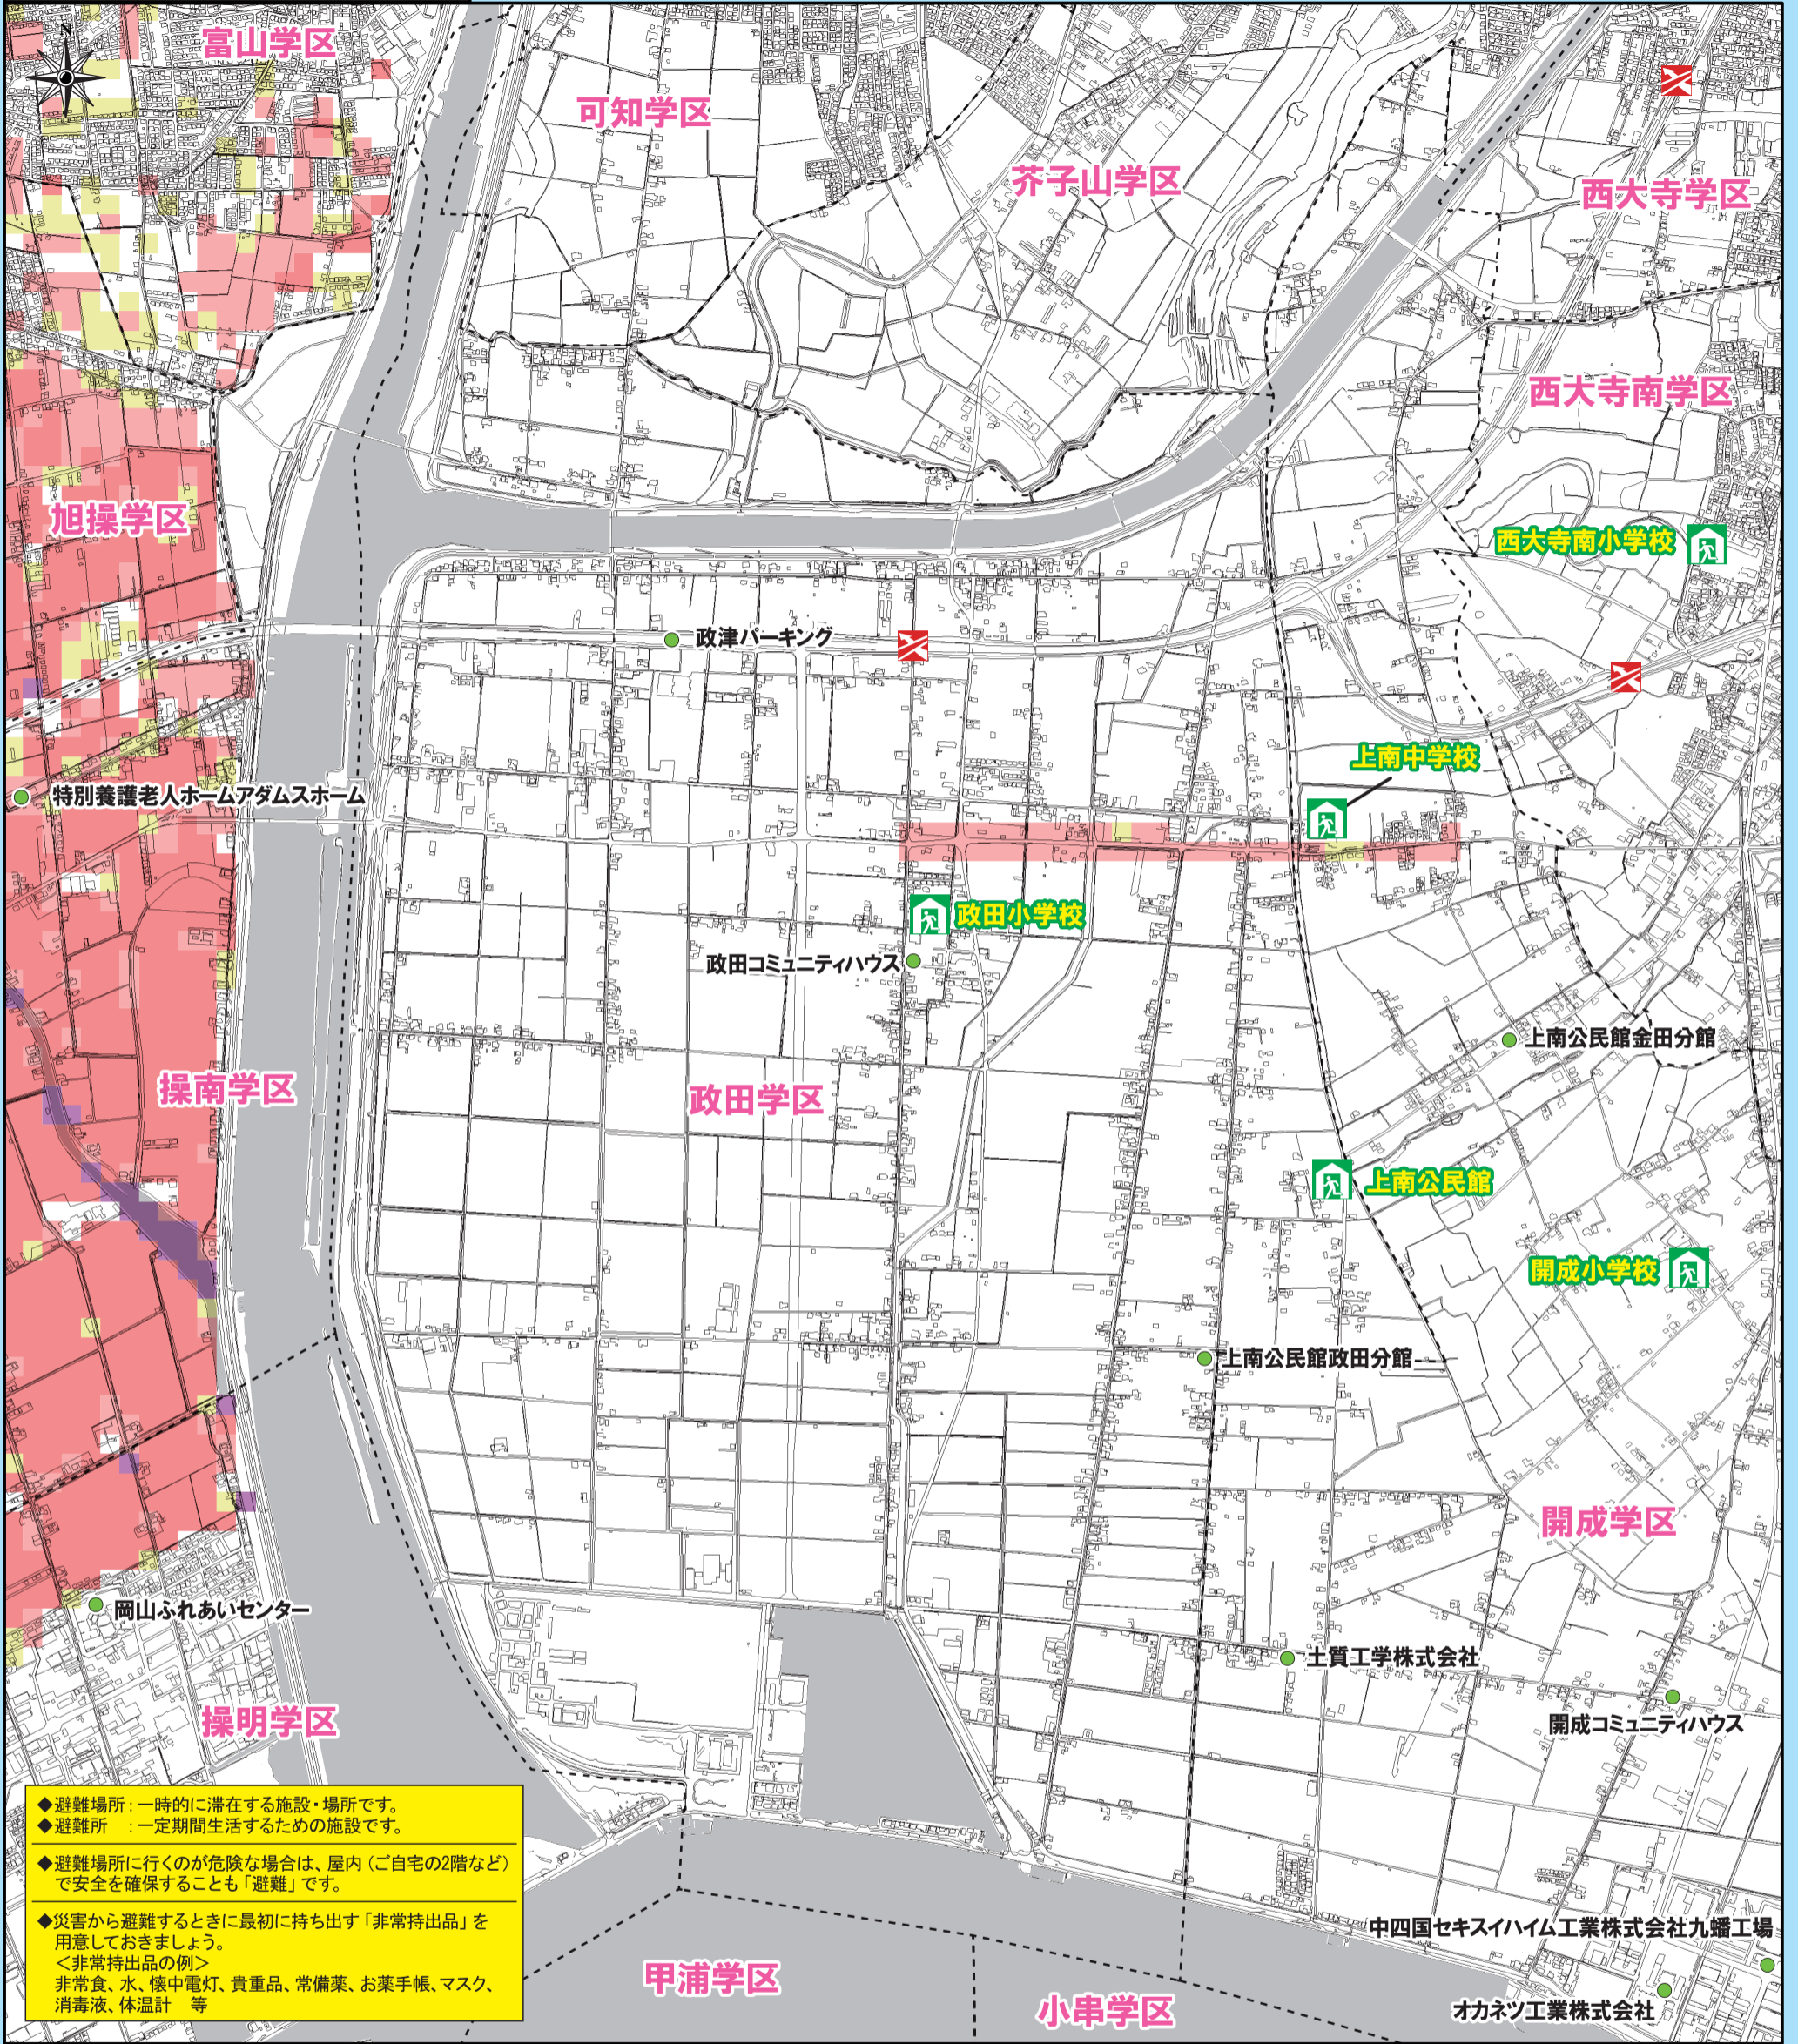 N
富山学区
可知学区
芥子山学区
西大寺学区
西大寺南学区
旭操学区
西大寺南小学校
政津パーキング
上南中学校
特別養護老人ホームアダムスホーム
政田小学校
政田コミュニティハウス
上南公民館金田分館
操南学区
政田学区
上南公民館
開成小学校
上南公民館政田分館
開成学区
岡山ふれあいセンター
土質工学株式会社
操明学区
開成コミュニティハウス
◆避難場所:一時的に滞在する施設・場所です。
◆避難所 :一定期間生活するための施設です。
◆避難場所に行くのが危険な場合は、屋内(ご自宅の2階など)
で安全を確保することも「避難」です。
◆災害から避難するときに最初に持ち出す「非常持出品」を
用意しておきましょう。
<非常持出品の例>
非常食、水、懐中電灯、貴重品、常備薬、お薬手帳、マスク、
消毒液、体温計 等
中四国セキスイハイム工業株式会社九蟠工場
甲浦学区
小串学区
オカネツ工業株式会社